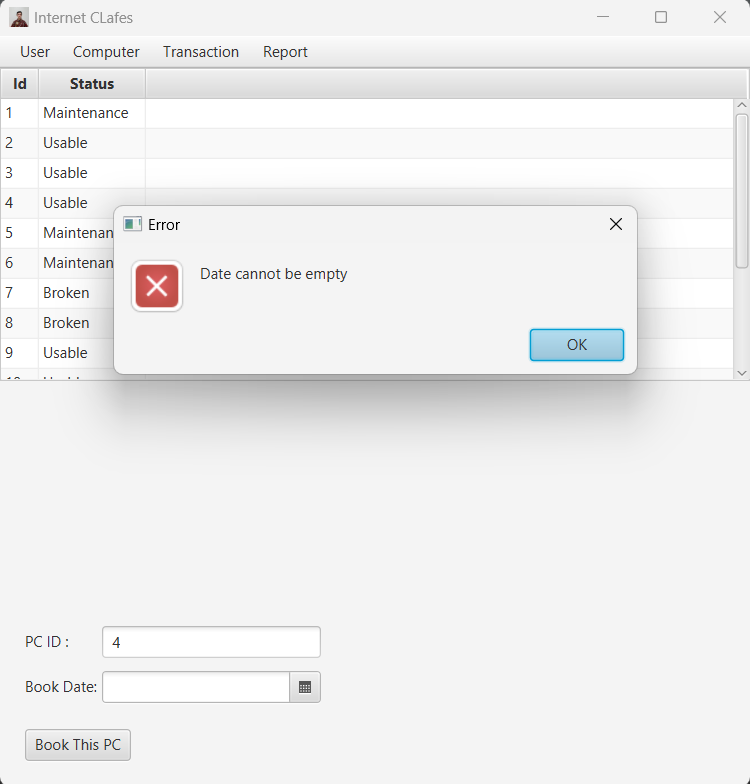 Internet CLafes
User Computer Transaction Report
Id Status
1 Maintenance
2 Usable
3 Usable
4 Usable
5
6
7 Broken
8 Broken
9 Usable
Error
Date cannot be empty
OK
PC ID : 4
Book Date:
Book This PC